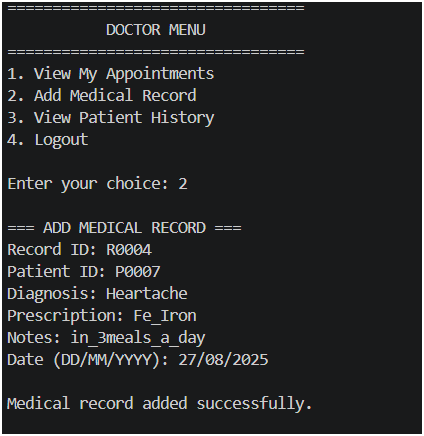 =================================
DOCTOR MENU
=================================
1. View My Appointments
2. Add Medical Record
3. View Patient History
4. Logout
Enter your choice: 2
=== ADD MEDICAL RECORD ===
Record ID: R0004
Patient ID: P0007
Diagnosis: Heartache
Prescription: Fe_Iron
Notes: in_3meals_a_day
Date (DD/MM/YYYY): 27/08/2025
Medical record added successfully.